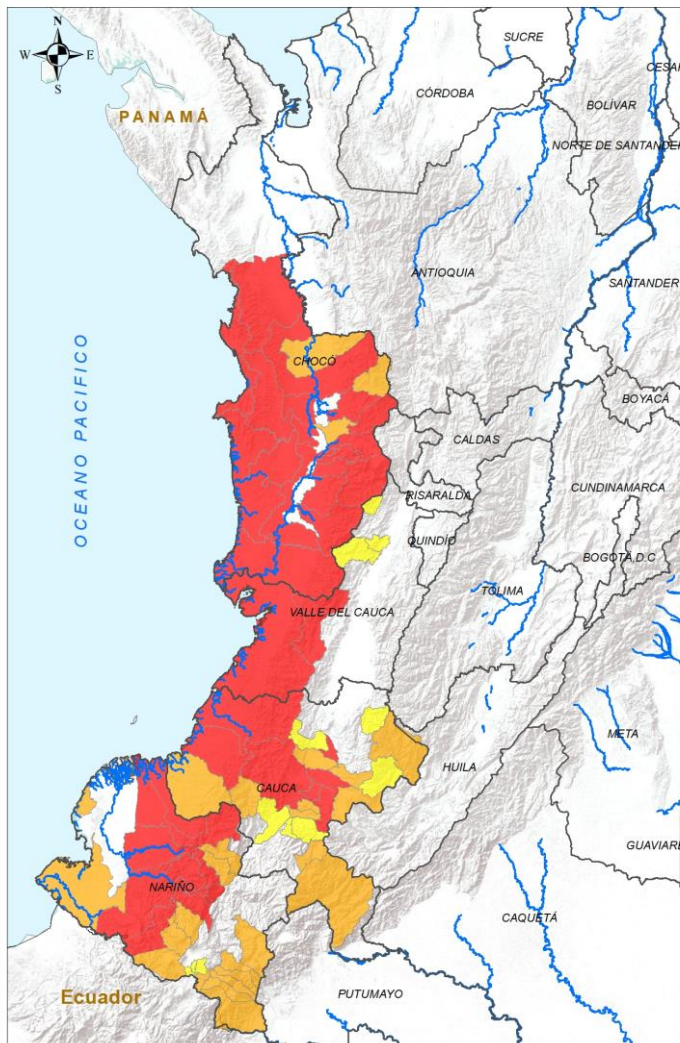 N
W E
S
SUCRE
CESAR
CÓRDOBA
BOLÍVAR
PANAMÁ
NORTE DE SANTANDER
ANTIOQUIA
SANTANDER
OCEANO PACIFICO
CHOCÓ
BOYACÁ
CALDAS
CUNDINAMARCA
RISARALDA
QUINDÍO
BOGOTÁ D.C
TOLIMA
VALLE DEL CAUCA
META
HUILA
CAUCA
GUAVIARE
NARIÑO
CAQUETÁ
PUTUMAYO
Ecuador